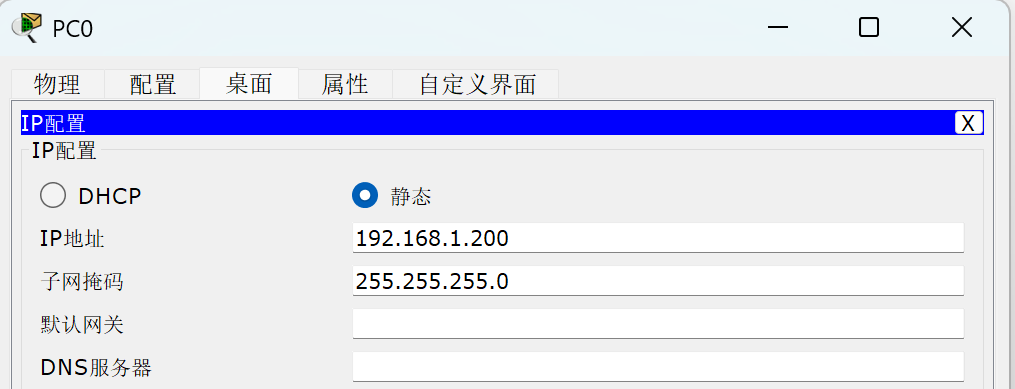 PC0
物理 配置 桌面 属性 自定义界面
IP配置 X
IP配置
DHCP 静态
IP地址 192.168.1.200
子网掩码 255.255.255.0
默认网关
DNS服务器